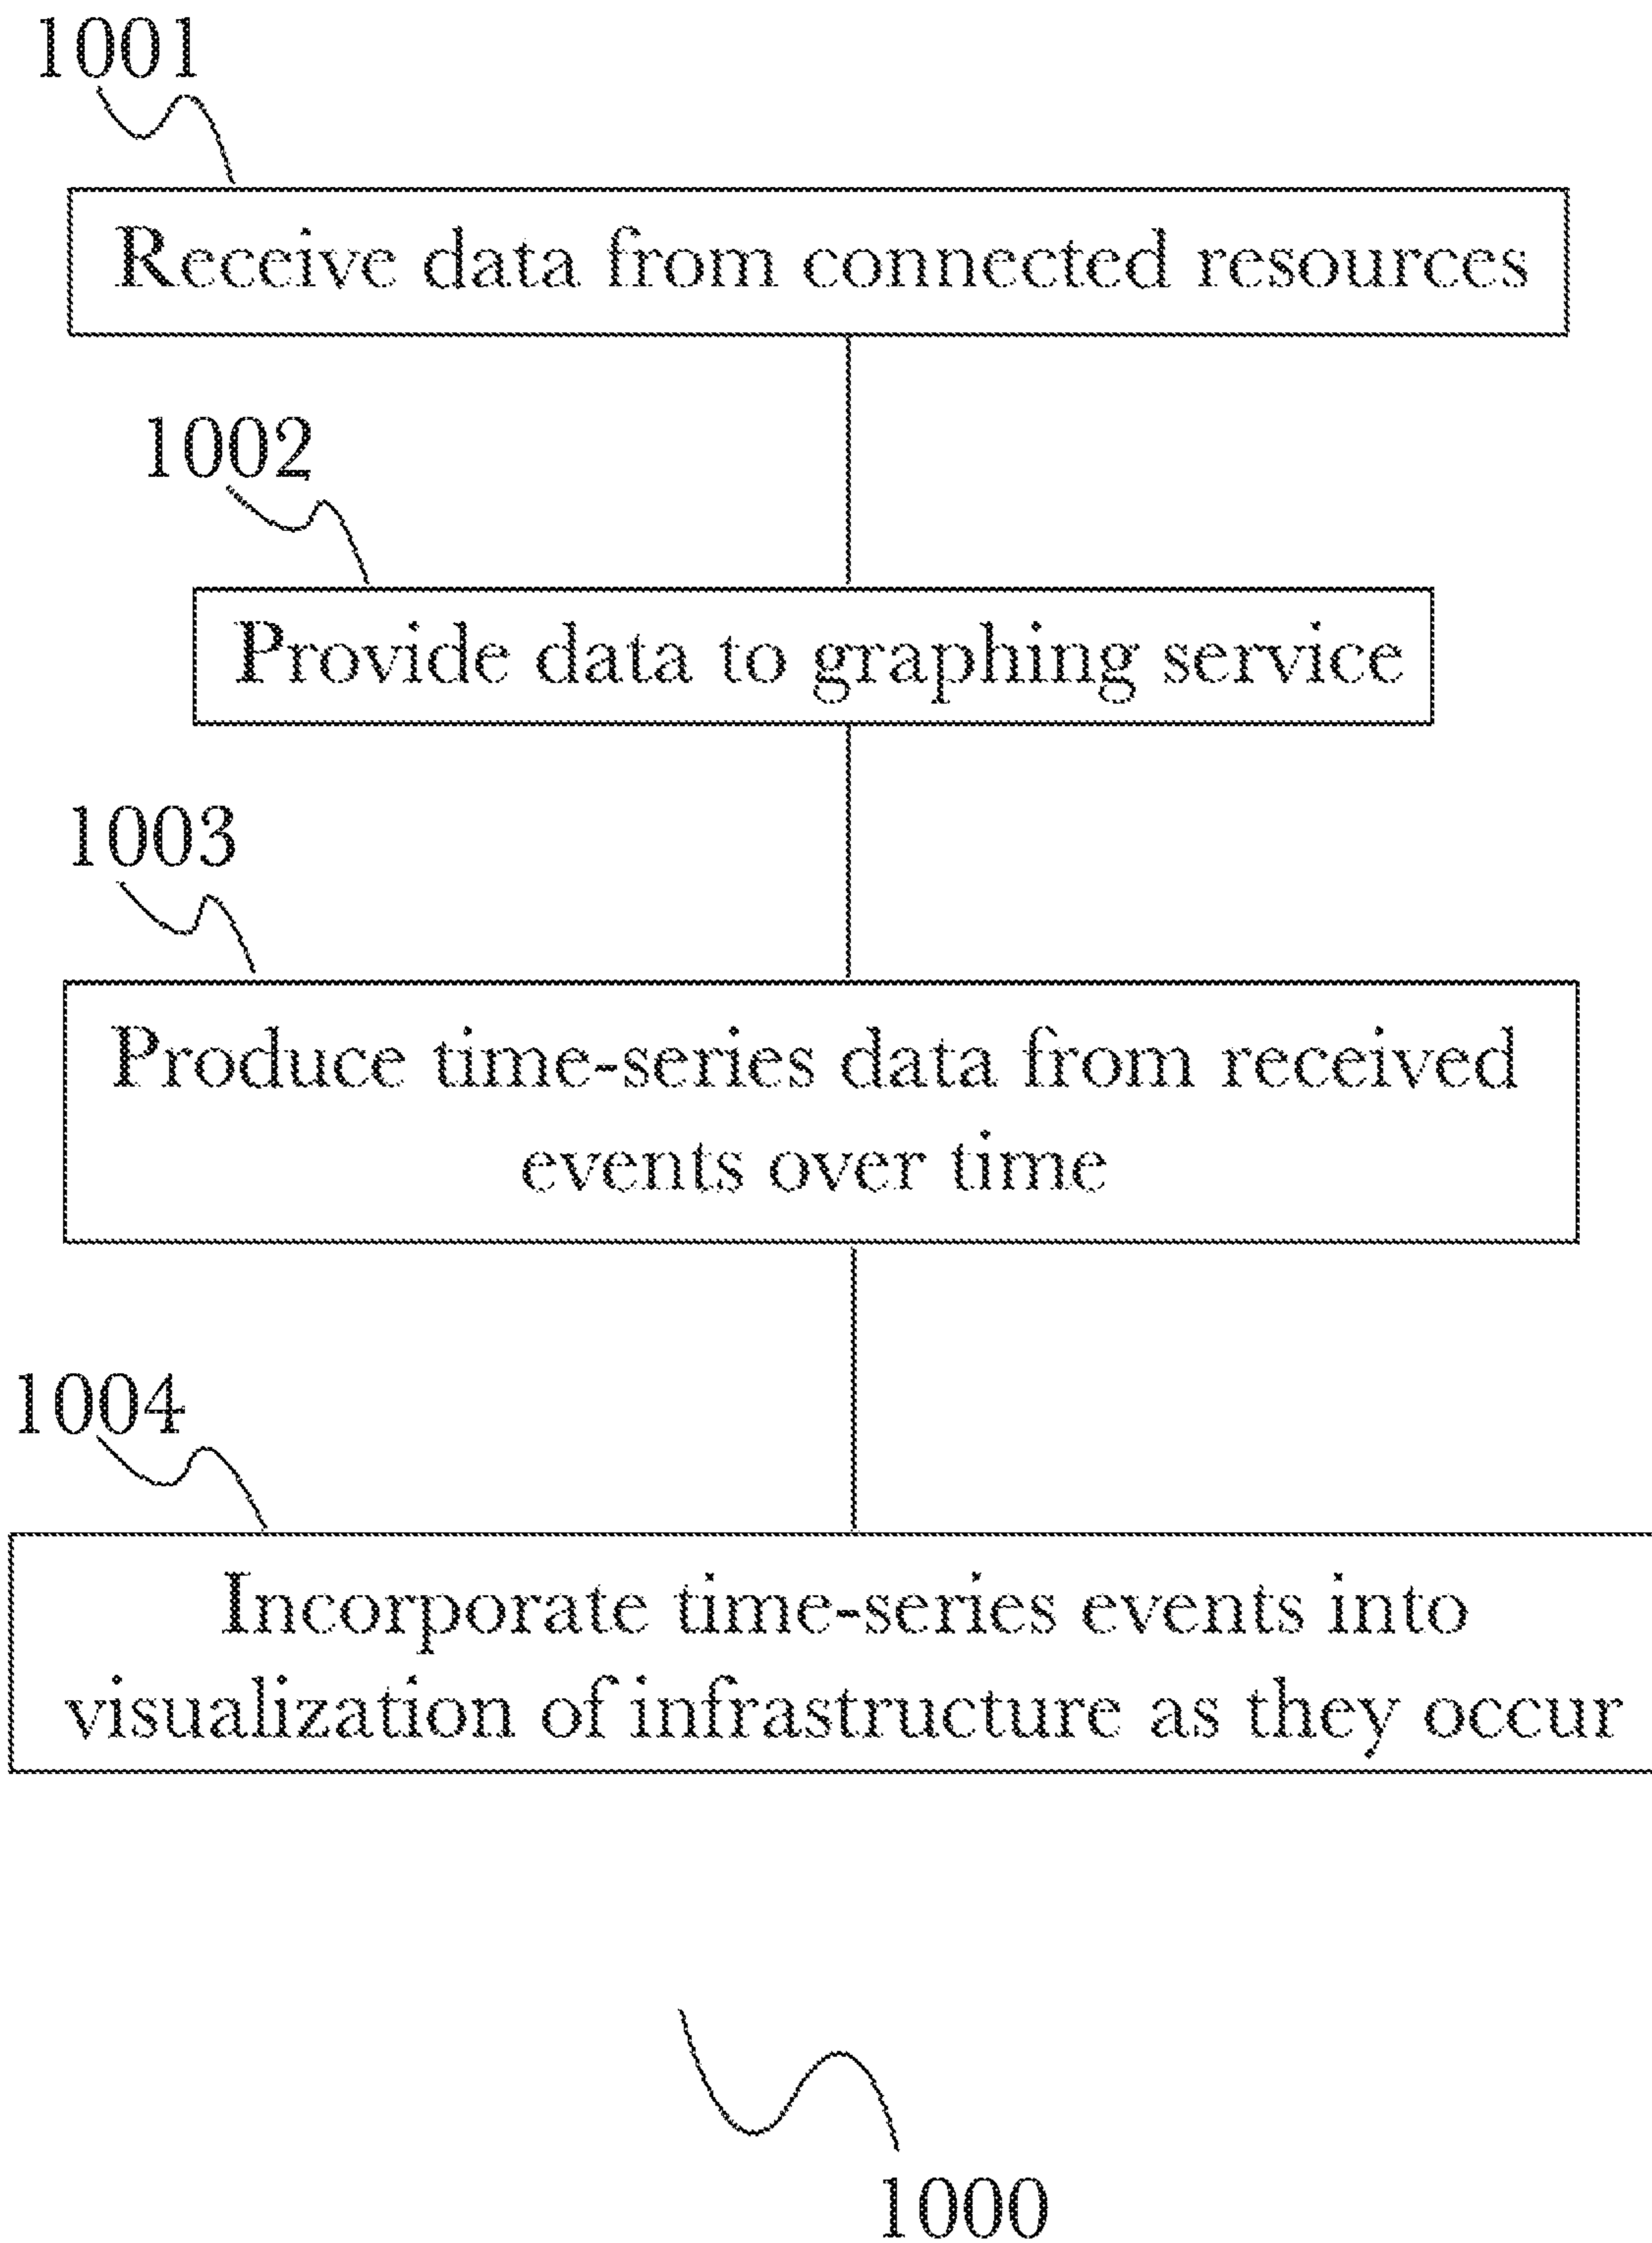 1001
Receive data from connected resources
1002
Provide data to graphing service
1003
Produce time-series data from received
events over time
1004
Incorporate time-series events into
visualization of infrastructure as they occur
1000